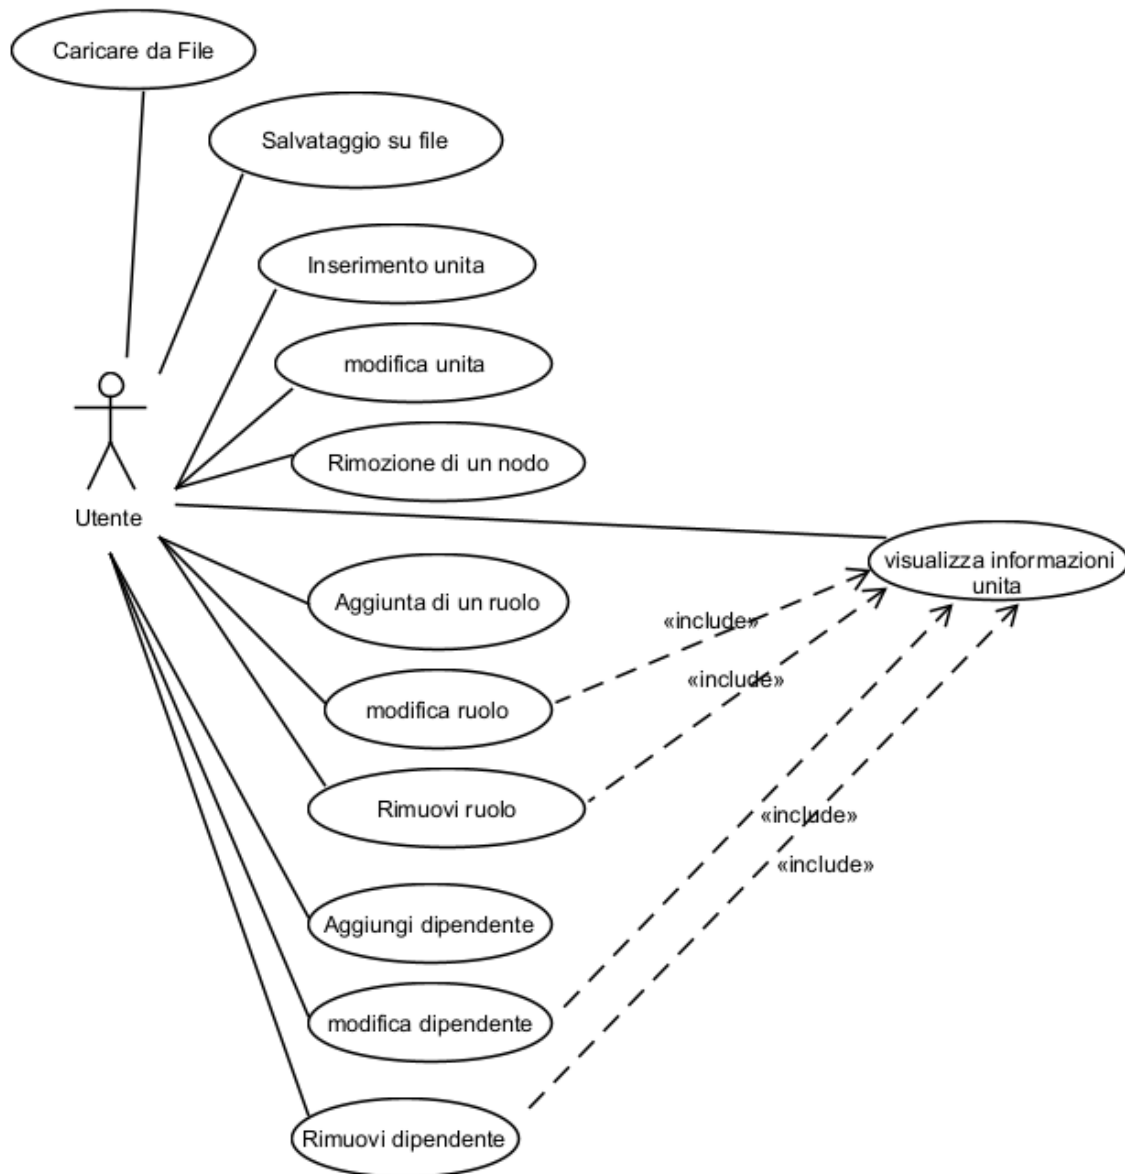 Caricare da File
Salvataggio su file
Inserimento unita
modifica unita
Rimozione di un nodo
Utente
visualizza informazioni
unita
Aggiunta di un ruolo
«include»
«include»
modifica ruolo
Rimuovi ruolo
«include»
«include»
Aggiungi dipendente
modifica dipendente
Rimuovi dipendente